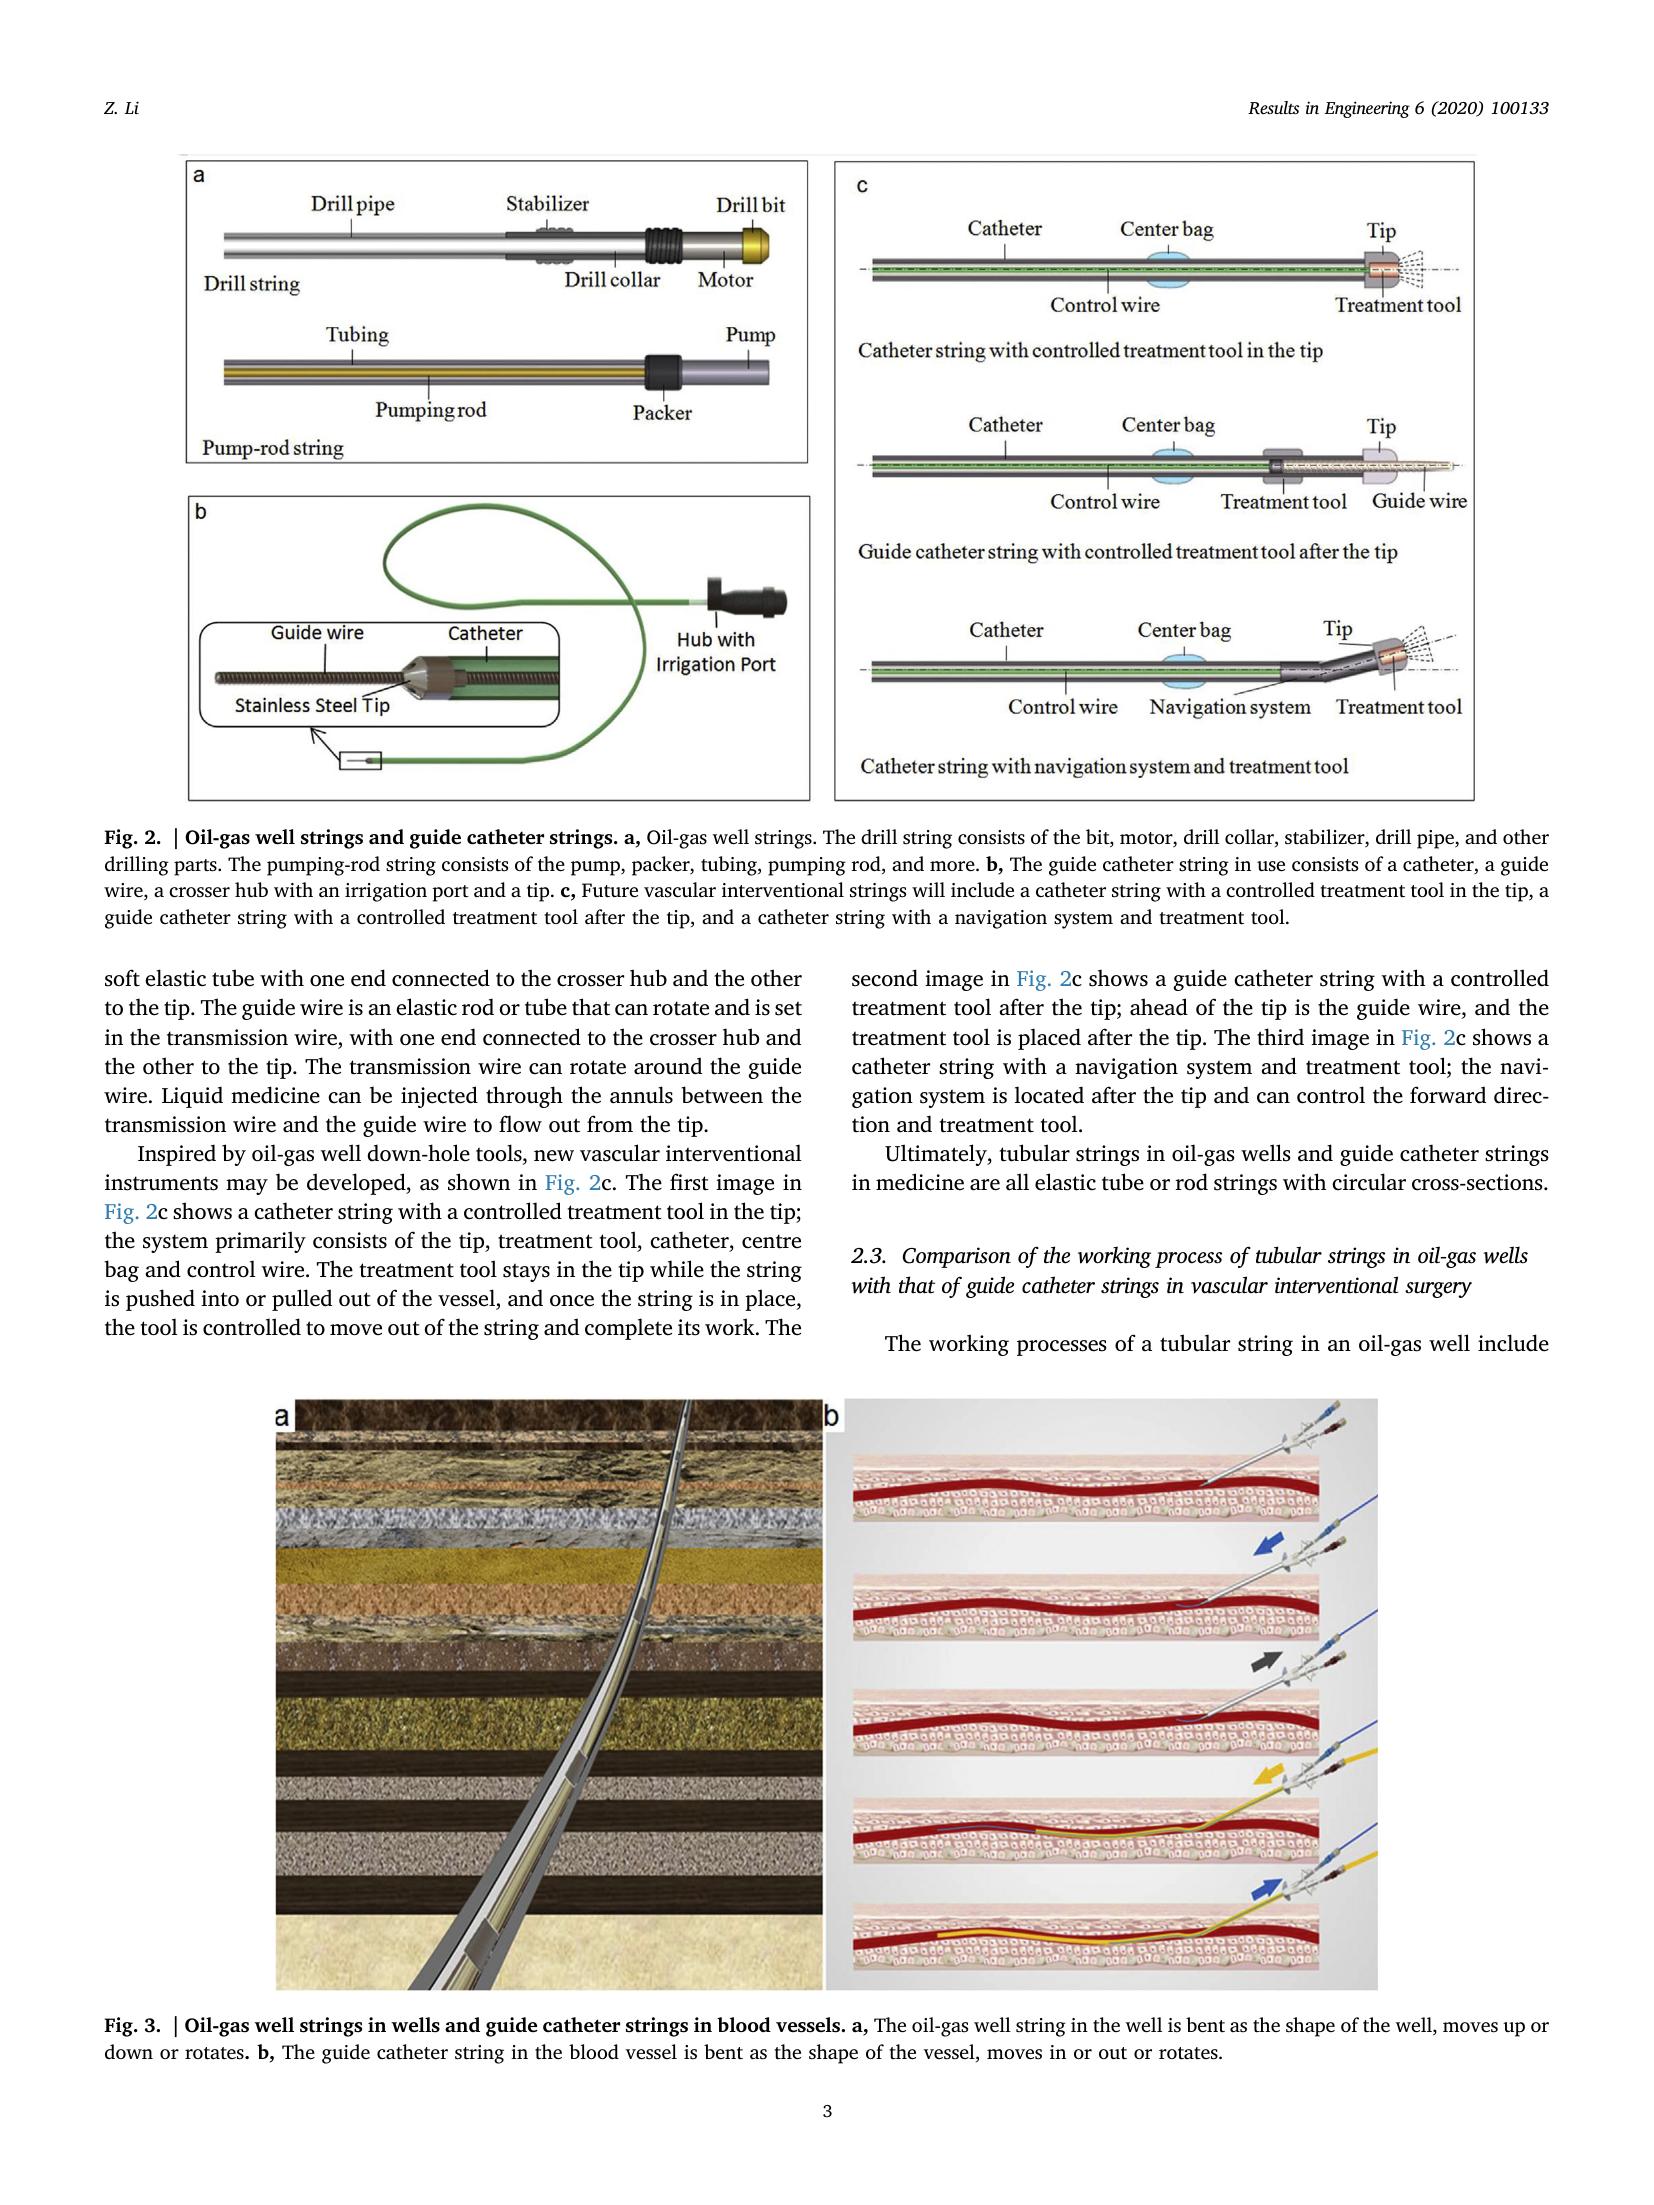 Z. Li
Results in Engineering 6 (2020) 100133
a
Drill pipe
Stabilizer
Drill bit
Drill string
Drill collar
Motor
Tubing
Pump
Pumping rod
Packer
Pump-rod string
b
Guide wire
Catheter
Stainless Steel Tip
Hub with
Irrigation Port
c
Catheter
Center bag
Tip
Control wire
Treatment tool
Catheter string with controlled treatment tool in the tip
Catheter
Center bag
Tip
Control wire
Treatment tool
Guide wire
Guide catheter string with controlled treatment tool after the tip
Catheter
Center bag
Tip
Control wire
Navigation system
Treatment tool
Catheter string with navigation system and treatment tool
Fig. 2. | Oil-gas well strings and guide catheter strings. a, Oil-gas well strings. The drill string consists of the bit, motor, drill collar, stabilizer, drill pipe, and other
drilling parts. The pumping-rod string consists of the pump, packer, tubing, pumping rod, and more. b, The guide catheter string in use consists of a catheter, a guide
wire, a crosser hub with an irrigation port and a tip. c, Future vascular interventional strings will include a catheter string with a controlled treatment tool in the tip, a
guide catheter string with a controlled treatment tool after the tip, and a catheter string with a navigation system and treatment tool.
soft elastic tube with one end connected to the crosser hub and the other
to the tip. The guide wire is an elastic rod or tube that can rotate and is set
in the transmission wire, with one end connected to the crosser hub and
the other to the tip. The transmission wire can rotate around the guide
wire. Liquid medicine can be injected through the annuls between the
transmission wire and the guide wire to flow out from the tip.
Inspired by oil-gas well down-hole tools, new vascular interventional
instruments may be developed, as shown in Fig. 2c. The first image in
Fig. 2c shows a catheter string with a controlled treatment tool in the tip;
the system primarily consists of the tip, treatment tool, catheter, centre
bag and control wire. The treatment tool stays in the tip while the string
is pushed into or pulled out of the vessel, and once the string is in place,
the tool is controlled to move out of the string and complete its work. The
second image in Fig. 2c shows a guide catheter string with a controlled
treatment tool after the tip; ahead of the tip is the guide wire, and the
treatment tool is placed after the tip. The third image in Fig. 2c shows a
catheter string with a navigation system and treatment tool; the navi-
gation system is located after the tip and can control the forward direc-
tion and treatment tool.
Ultimately, tubular strings in oil-gas wells and guide catheter strings
in medicine are all elastic tube or rod strings with circular cross-sections.
2.3. Comparison of the working process of tubular strings in oil-gas wells
with that of guide catheter strings in vascular interventional surgery
The working processes of a tubular string in an oil-gas well include
a
b
Fig. 3. | Oil-gas well strings in wells and guide catheter strings in blood vessels. a, The oil-gas well string in the well is bent as the shape of the well, moves up or
down or rotates. b, The guide catheter string in the blood vessel is bent as the shape of the vessel, moves in or out or rotates.
3